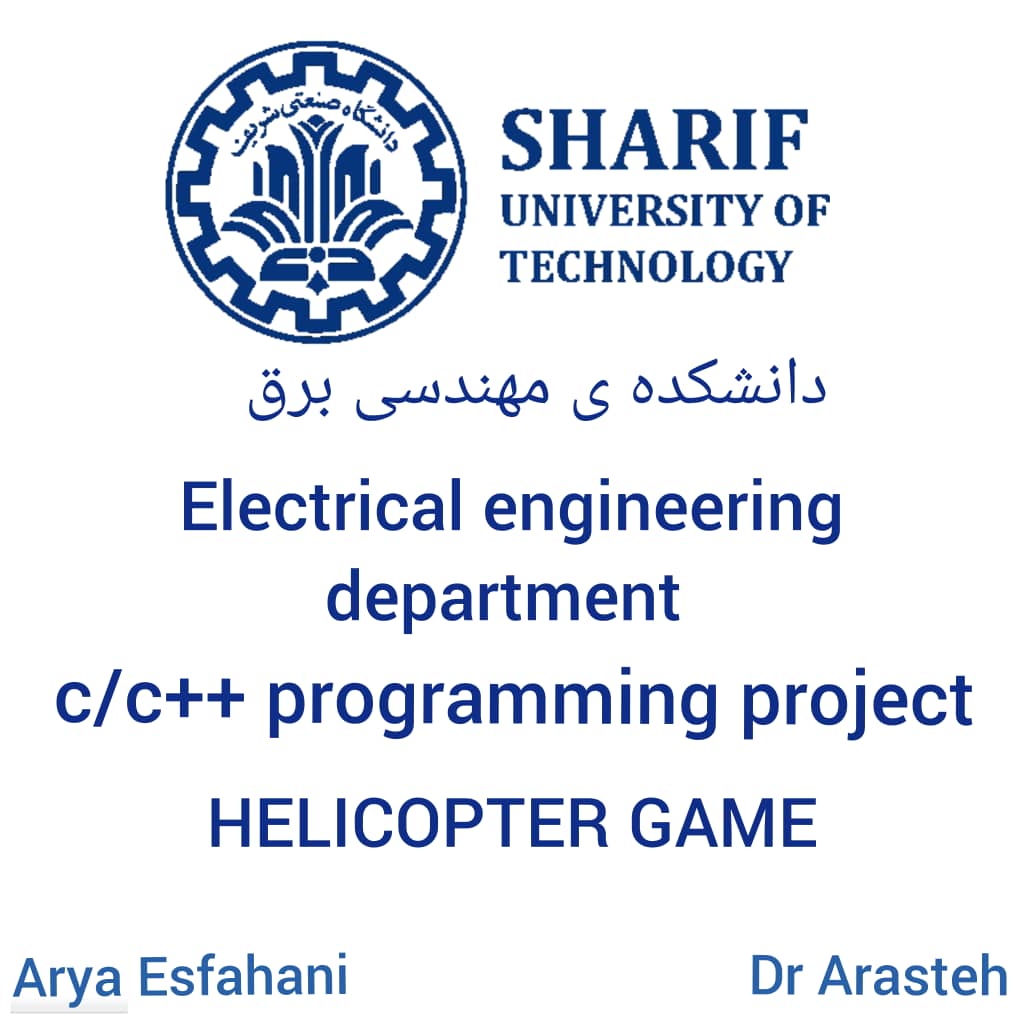 دانشگاه صنعتی شریف
SHARIF
UNIVERSITY OF
TECHNOLOGY
دانشکده ی مهندسی برق
Electrical engineering
department
c/c++ programming project
HELICOPTER GAME
Arya Esfahani
Dr Arasteh